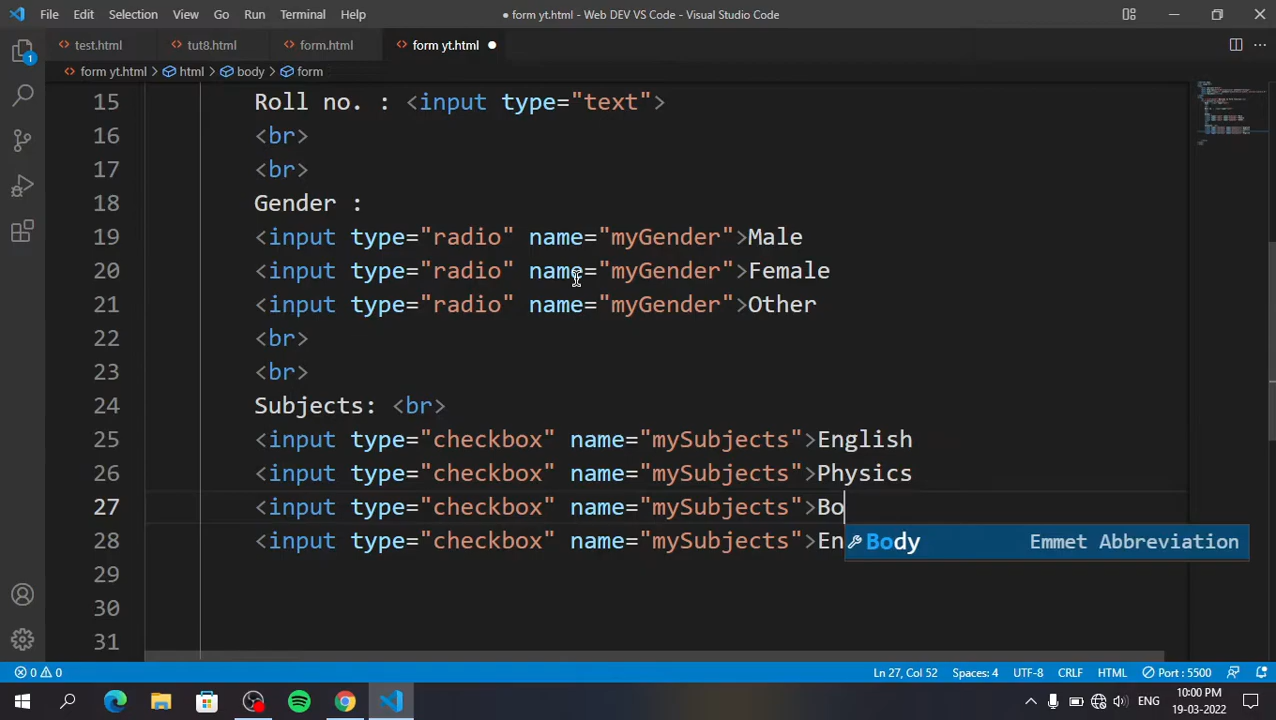 File Edit Selection View Go Run Terminal Help
● form yt.html - Web DEV VS Code - Visual Studio Code
test.html tut8.html form.html form yt.html ●
form yt.html > html > body > form
15 Roll no. : <input type="text">
16 <br>
17 <br>
18 Gender :
19 <input type="radio" name="myGender">Male
20 <input type="radio" name="myGender">Female
21 <input type="radio" name="myGender">Other
22 <br>
23 <br>
24 Subjects: <br>
25 <input type="checkbox" name="mySubjects">English
26 <input type="checkbox" name="mySubjects">Physics
27 <input type="checkbox" name="mySubjects">Bo
28 <input type="checkbox" name="mySubjects">En
Body Emmet Abbreviation
29
30
31
1
0 0 Ln 27, Col 52 Spaces: 4 UTF-8 CRLF HTML Port : 5500
ENG 10:00 PM
19-03-2022